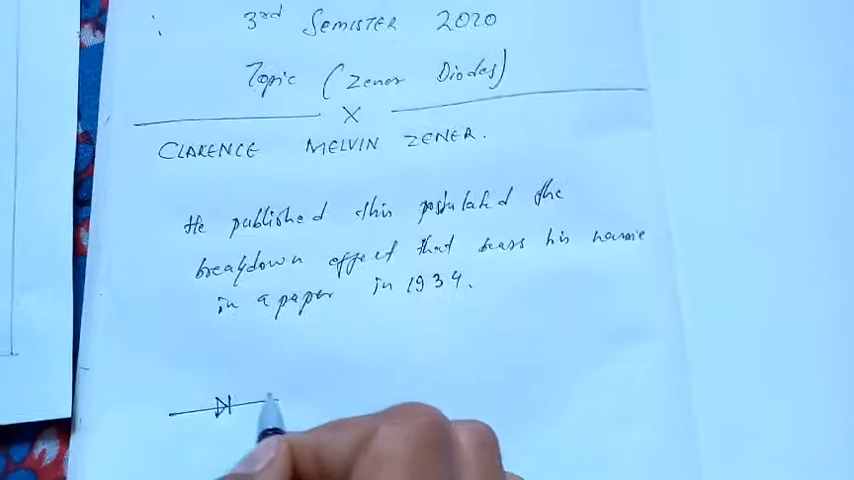 3rd SEMISTER 2020
Topic (Zener Diodes)
X
CLARENCE MELVIN ZENER.
He published this postulated the
breakdown effect that bears his name
in a paper in 1934.